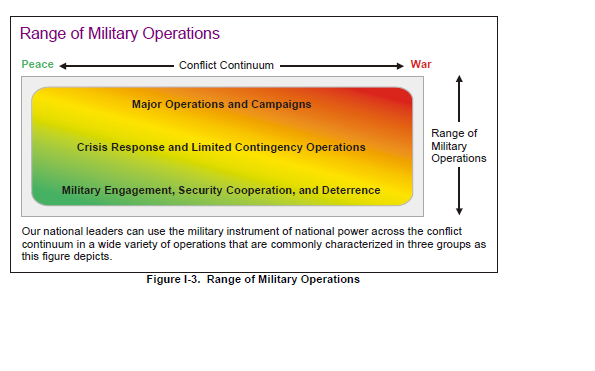 Range of Military Operations
Peace
Conflict Continuum
War
Major Operations and Campaigns
Crisis Response and Limited Contingency Operations
Military Engagement, Security Cooperation, and Deterrence
Range of
Military
Operations
Our national leaders can use the military instrument of national power across the conflict
continuum in a wide variety of operations that are commonly characterized in three groups as
this figure depicts.
Figure I-3. Range of Military Operations